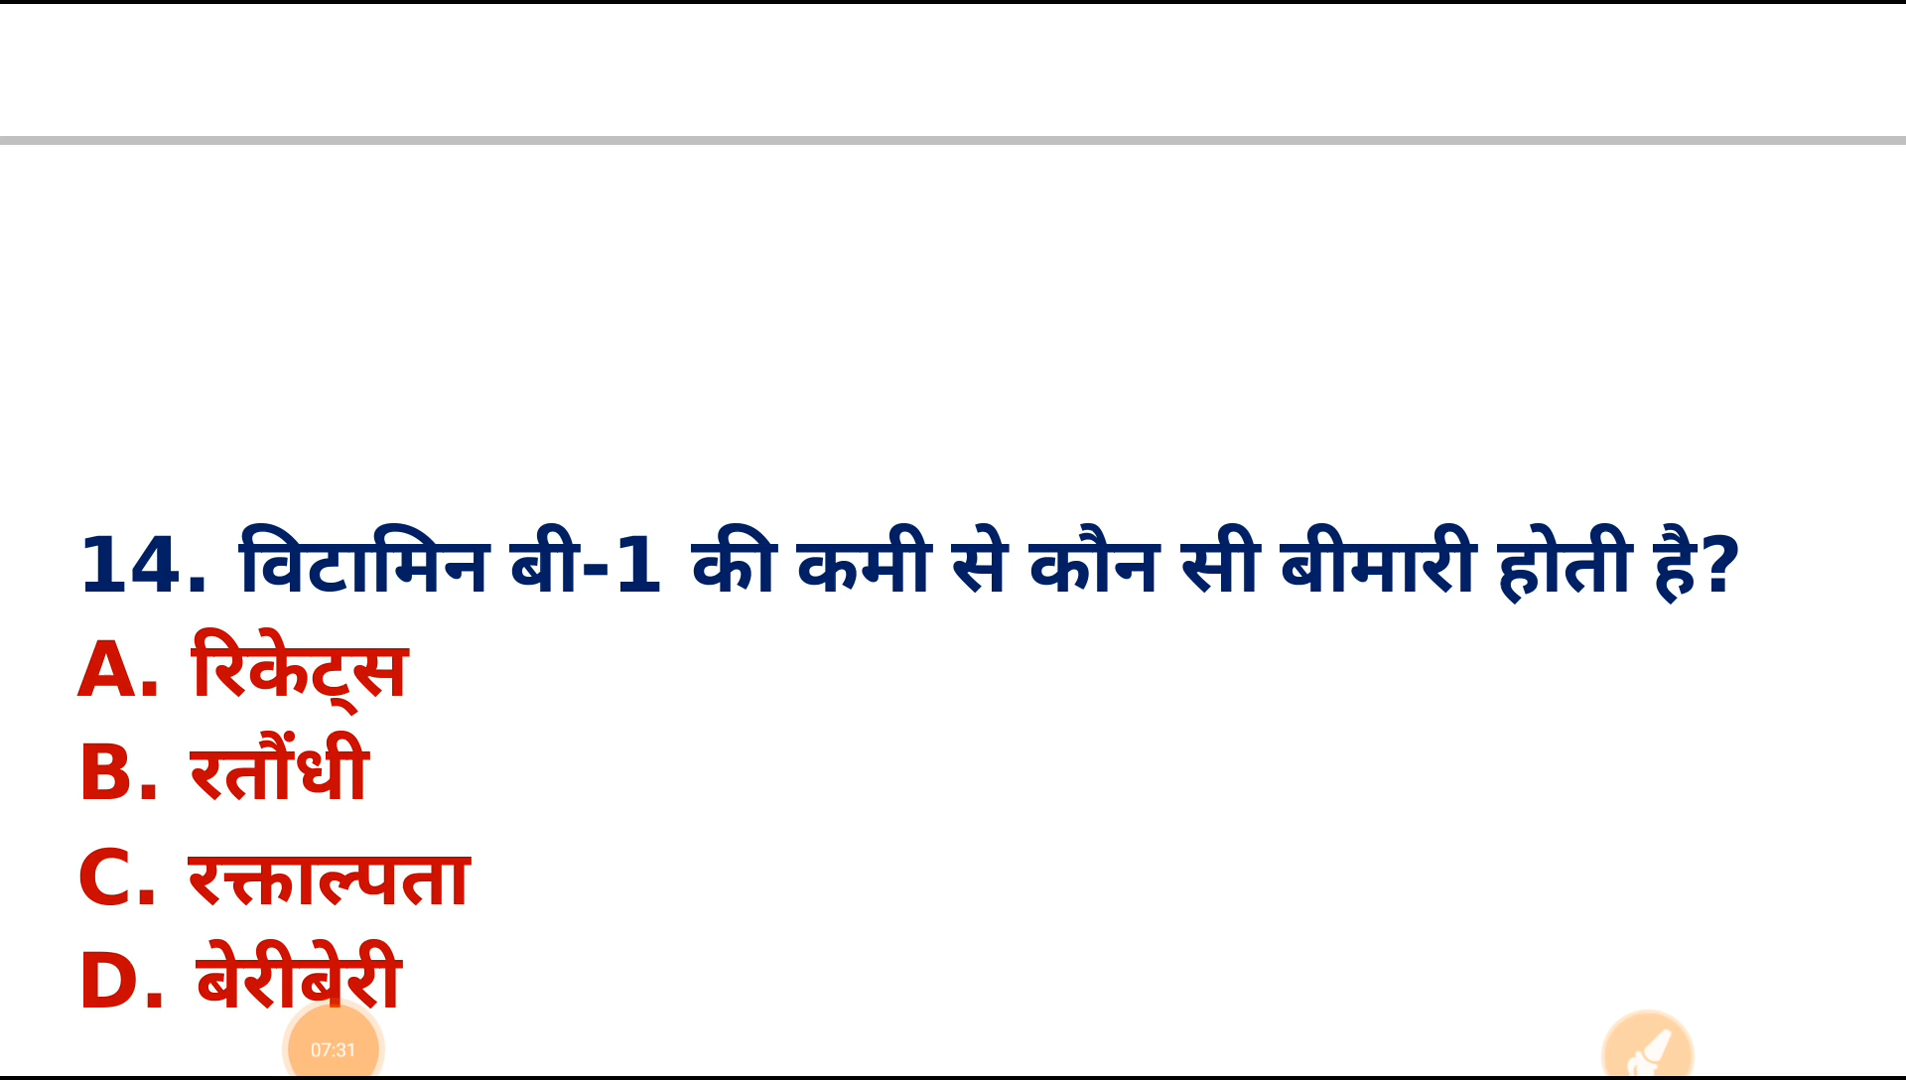 14. विटामिन बी-1 की कमी से कौन सी बीमारी होती है?
A. रिकेट्स
B. रतौंधी
C. रक्ताल्पता
D. बेरीबेरी
07:31